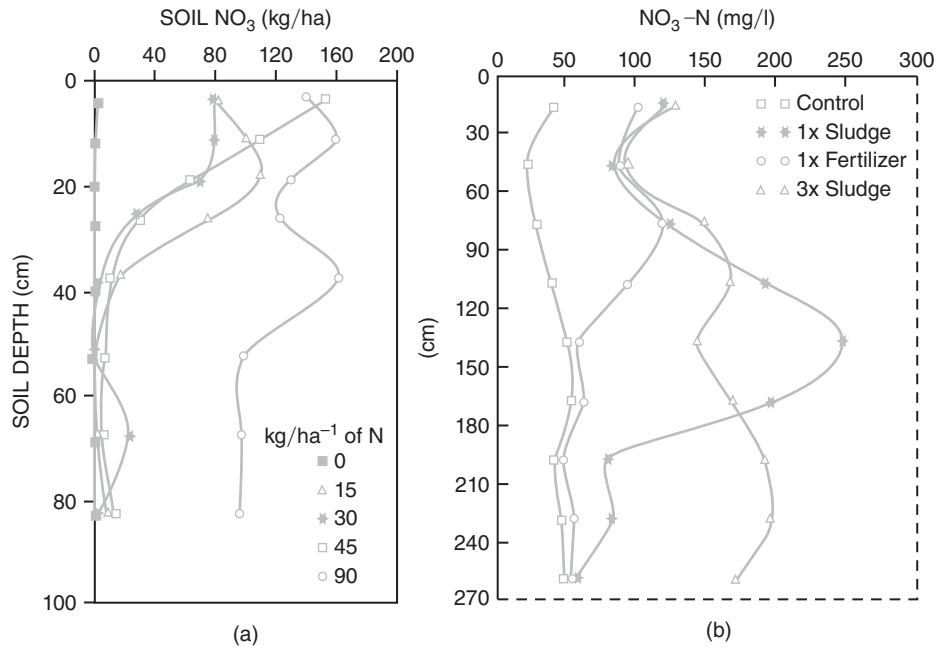 SOIL NO3 (kg/ha)
0 40 80 120 160 200
0
20
40
60
80
100
SOIL DEPTH (cm)
kg/ha–1 of N
0
15
30
45
90
(a)
NO3–N (mg/l)
0 50 100 150 200 250 300
0
30
60
90
120
150
180
210
240
270
(cm)
Control
1x Sludge
1x Fertilizer
3x Sludge
(b)